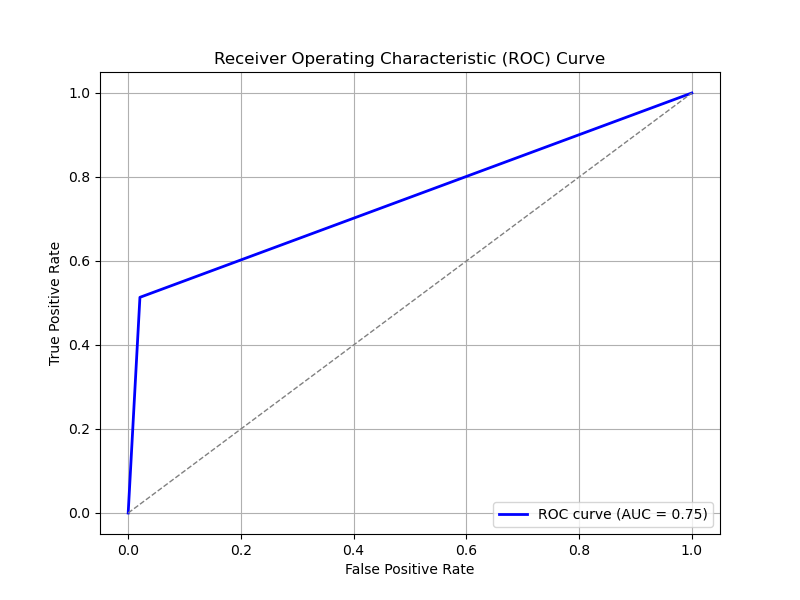 Receiver Operating Characteristic (ROC) Curve
True Positive Rate
1.0
0.8
0.6
0.4
0.2
0.0
ROC curve (AUC = 0.75)
0.0 0.2 0.4 0.6 0.8 1.0
False Positive Rate